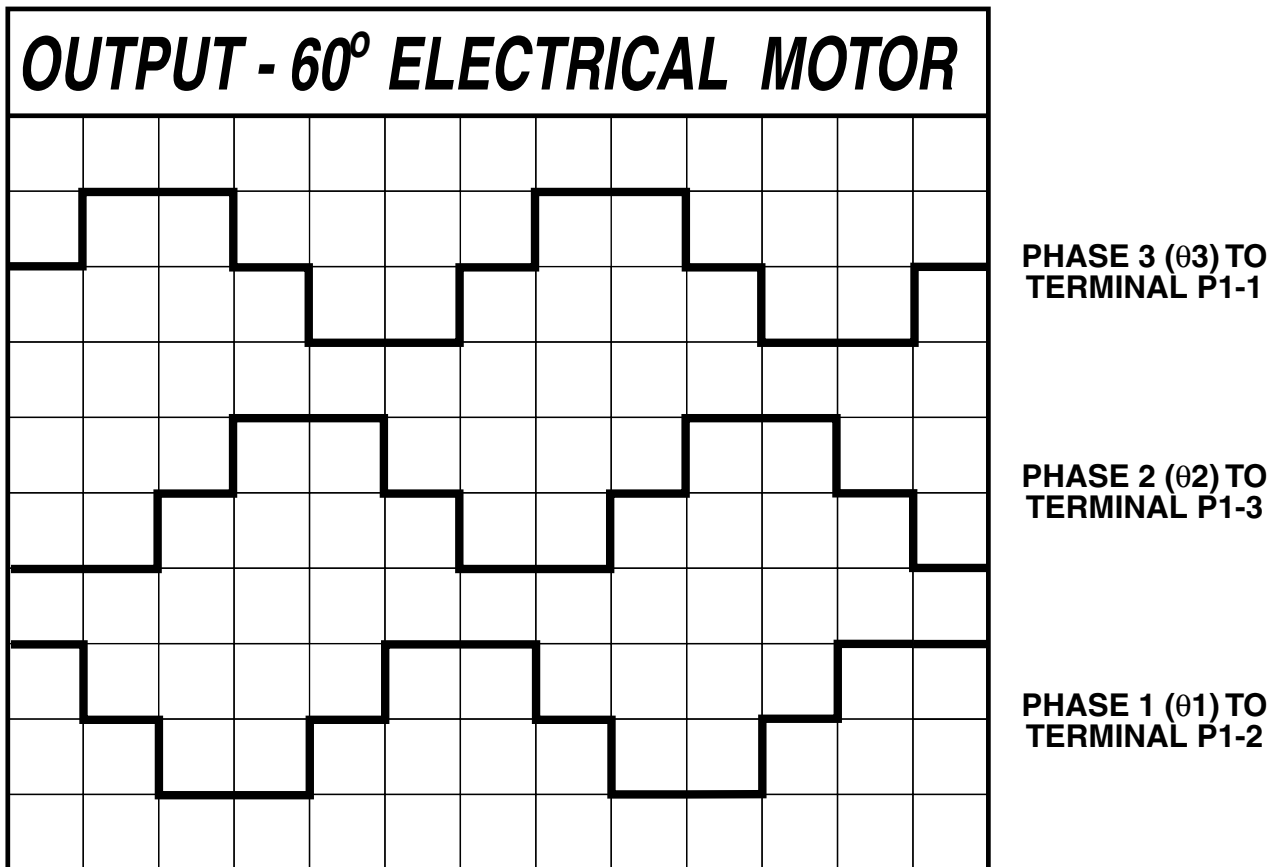 OUTPUT - 60º ELECTRICAL MOTOR
PHASE 3 (θ3) TO
TERMINAL P1-1
PHASE 2 (θ2) TO
TERMINAL P1-3
PHASE 1 (θ1) TO
TERMINAL P1-2